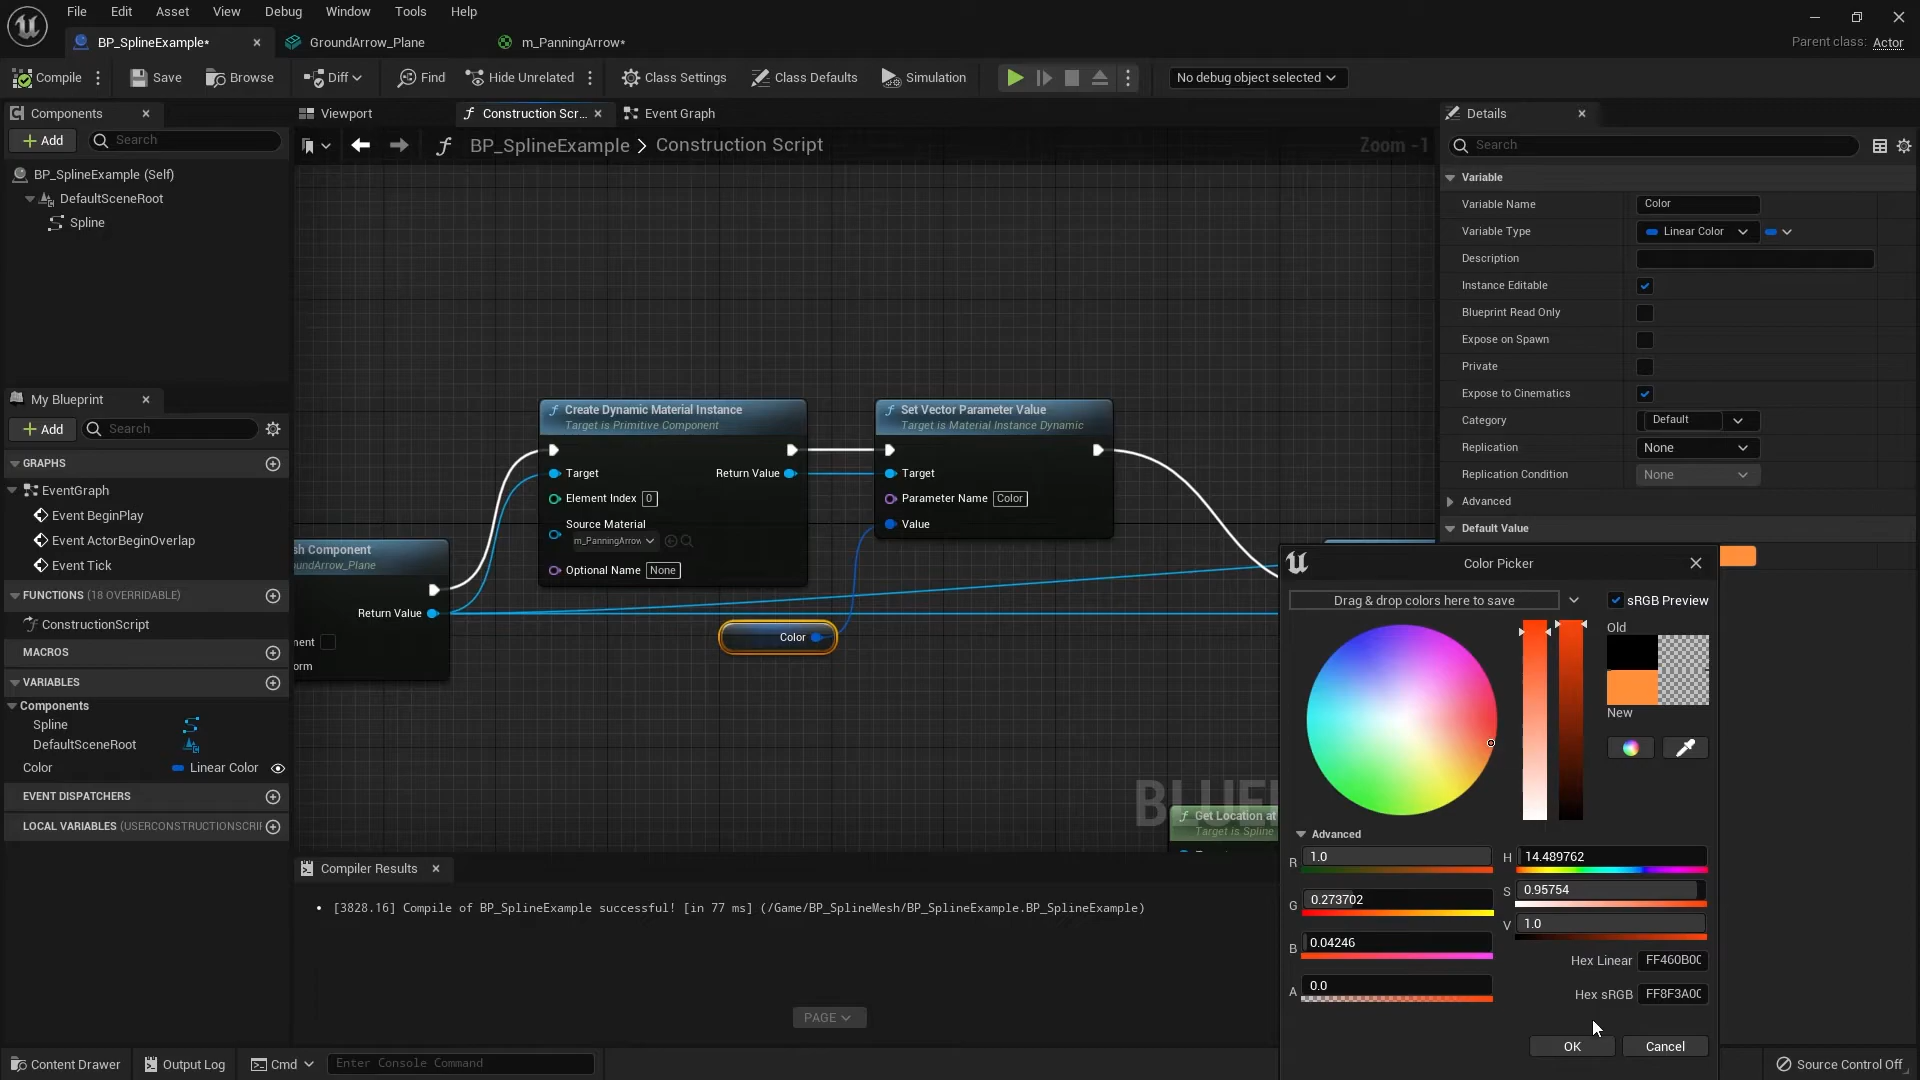 File Edit Asset View Debug Window Tools Help
BP_SplineExample* GroundArrow_Plane m_PanningArrow*
Parent class: Actor
Compile Save Browse Diff Find Hide Unrelated Class Settings Class Defaults Simulation No debug object selected
Components
Add Search
BP_SplineExample (Self)
DefaultSceneRoot
Spline
My Blueprint
Add Search
GRAPHS
EventGraph
Event BeginPlay
Event ActorBeginOverlap
Event Tick
FUNCTIONS (18 OVERRIDABLE)
ConstructionScript
MACROS
VARIABLES
Components
Spline
DefaultSceneRoot
Color Linear Color
EVENT DISPATCHERS
LOCAL VARIABLES (USERCONSTRUCTIONSCRI
Viewport Construction Scr... Event Graph
BP_SplineExample > Construction Script
Zoom -1
sh Component
undArrow_Plane
Return Value
ment
orm
Create Dynamic Material Instance
Target is Primitive Component
Target Return Value
Element Index 0
Source Material
m_PanningArrow
Optional Name None
Set Vector Parameter Value
Target is Material Instance Dynamic
Target
Parameter Name Color
Value
Color
BLUE
Get Location at
Target is Spline
Compiler Results
[3828.16] Compile of BP_SplineExample successful! [in 77 ms] (/Game/BP_SplineMesh/BP_SplineExample.BP_SplineExample)
PAGE
Details
Search
Variable
Variable Name Color
Variable Type Linear Color
Description
Instance Editable
Blueprint Read Only
Expose on Spawn
Private
Expose to Cinematics
Category Default
Replication None
Replication Condition None
Advanced
Default Value
Color Picker
Drag & drop colors here to save
sRGB Preview
Old
New
Advanced
R 1.0
G 0.273702
B 0.04246
A 0.0
H 14.489762
S 0.95754
V 1.0
Hex Linear FF460B00
Hex sRGB FF8F3A00
OK Cancel
Content Drawer Output Log Cmd Enter Console Command
Source Control Off